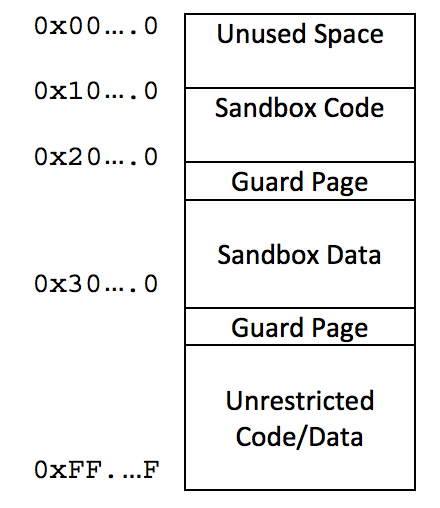 0x00….0
Unused Space
0x10….0
Sandbox Code
0x20….0
Guard Page
Sandbox Data
0x30….0
Guard Page
Unrestricted
Code/Data
0xFF.…F